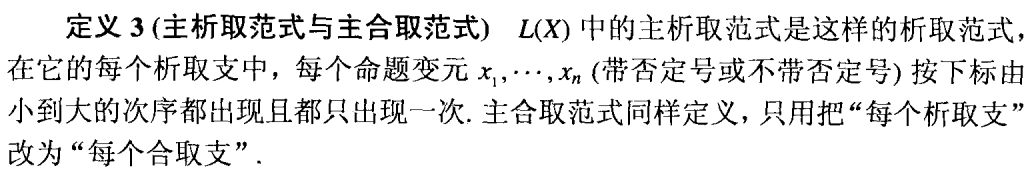 定义 3 (主析取范式与主合取范式) L(X) 中的主析取范式是这样的析取范式,
在它的每个析取支中, 每个命题变元 x₁,⋯,xₙ (带否定号或不带否定号) 按下标由
小到大的次序都出现且都只出现一次. 主合取范式同样定义, 只用把“每个析取支”
改为“每个合取支”.